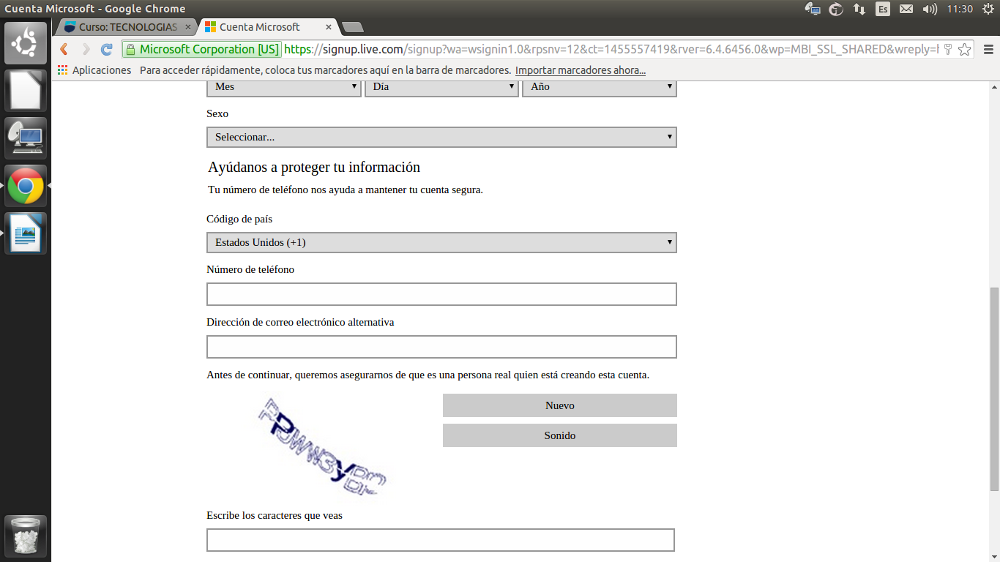 Cuenta Microsoft - Google Chrome
Es
11:30
Curso: TECNOLOGIAS
Cuenta Microsoft
Microsoft Corporation [US]
https://signup.live.com/signup?wa=wsignin1.0&rpsnv=12&ct=1455557419&rver=6.4.6456.0&wp=MBI_SSL_SHARED&wreply=h
Aplicaciones
Para acceder rápidamente, coloca tus marcadores aquí en la barra de marcadores.
Importar marcadores ahora...
Mes
Día
Año
Sexo
Seleccionar...
Ayúdanos a proteger tu información
Tu número de teléfono nos ayuda a mantener tu cuenta segura.
Código de país
Estados Unidos (+1)
Número de teléfono
Dirección de correo electrónico alternativa
Antes de continuar, queremos asegurarnos de que es una persona real quien está creando esta cuenta.
Nuevo
Sonido
Escribe los caracteres que veas